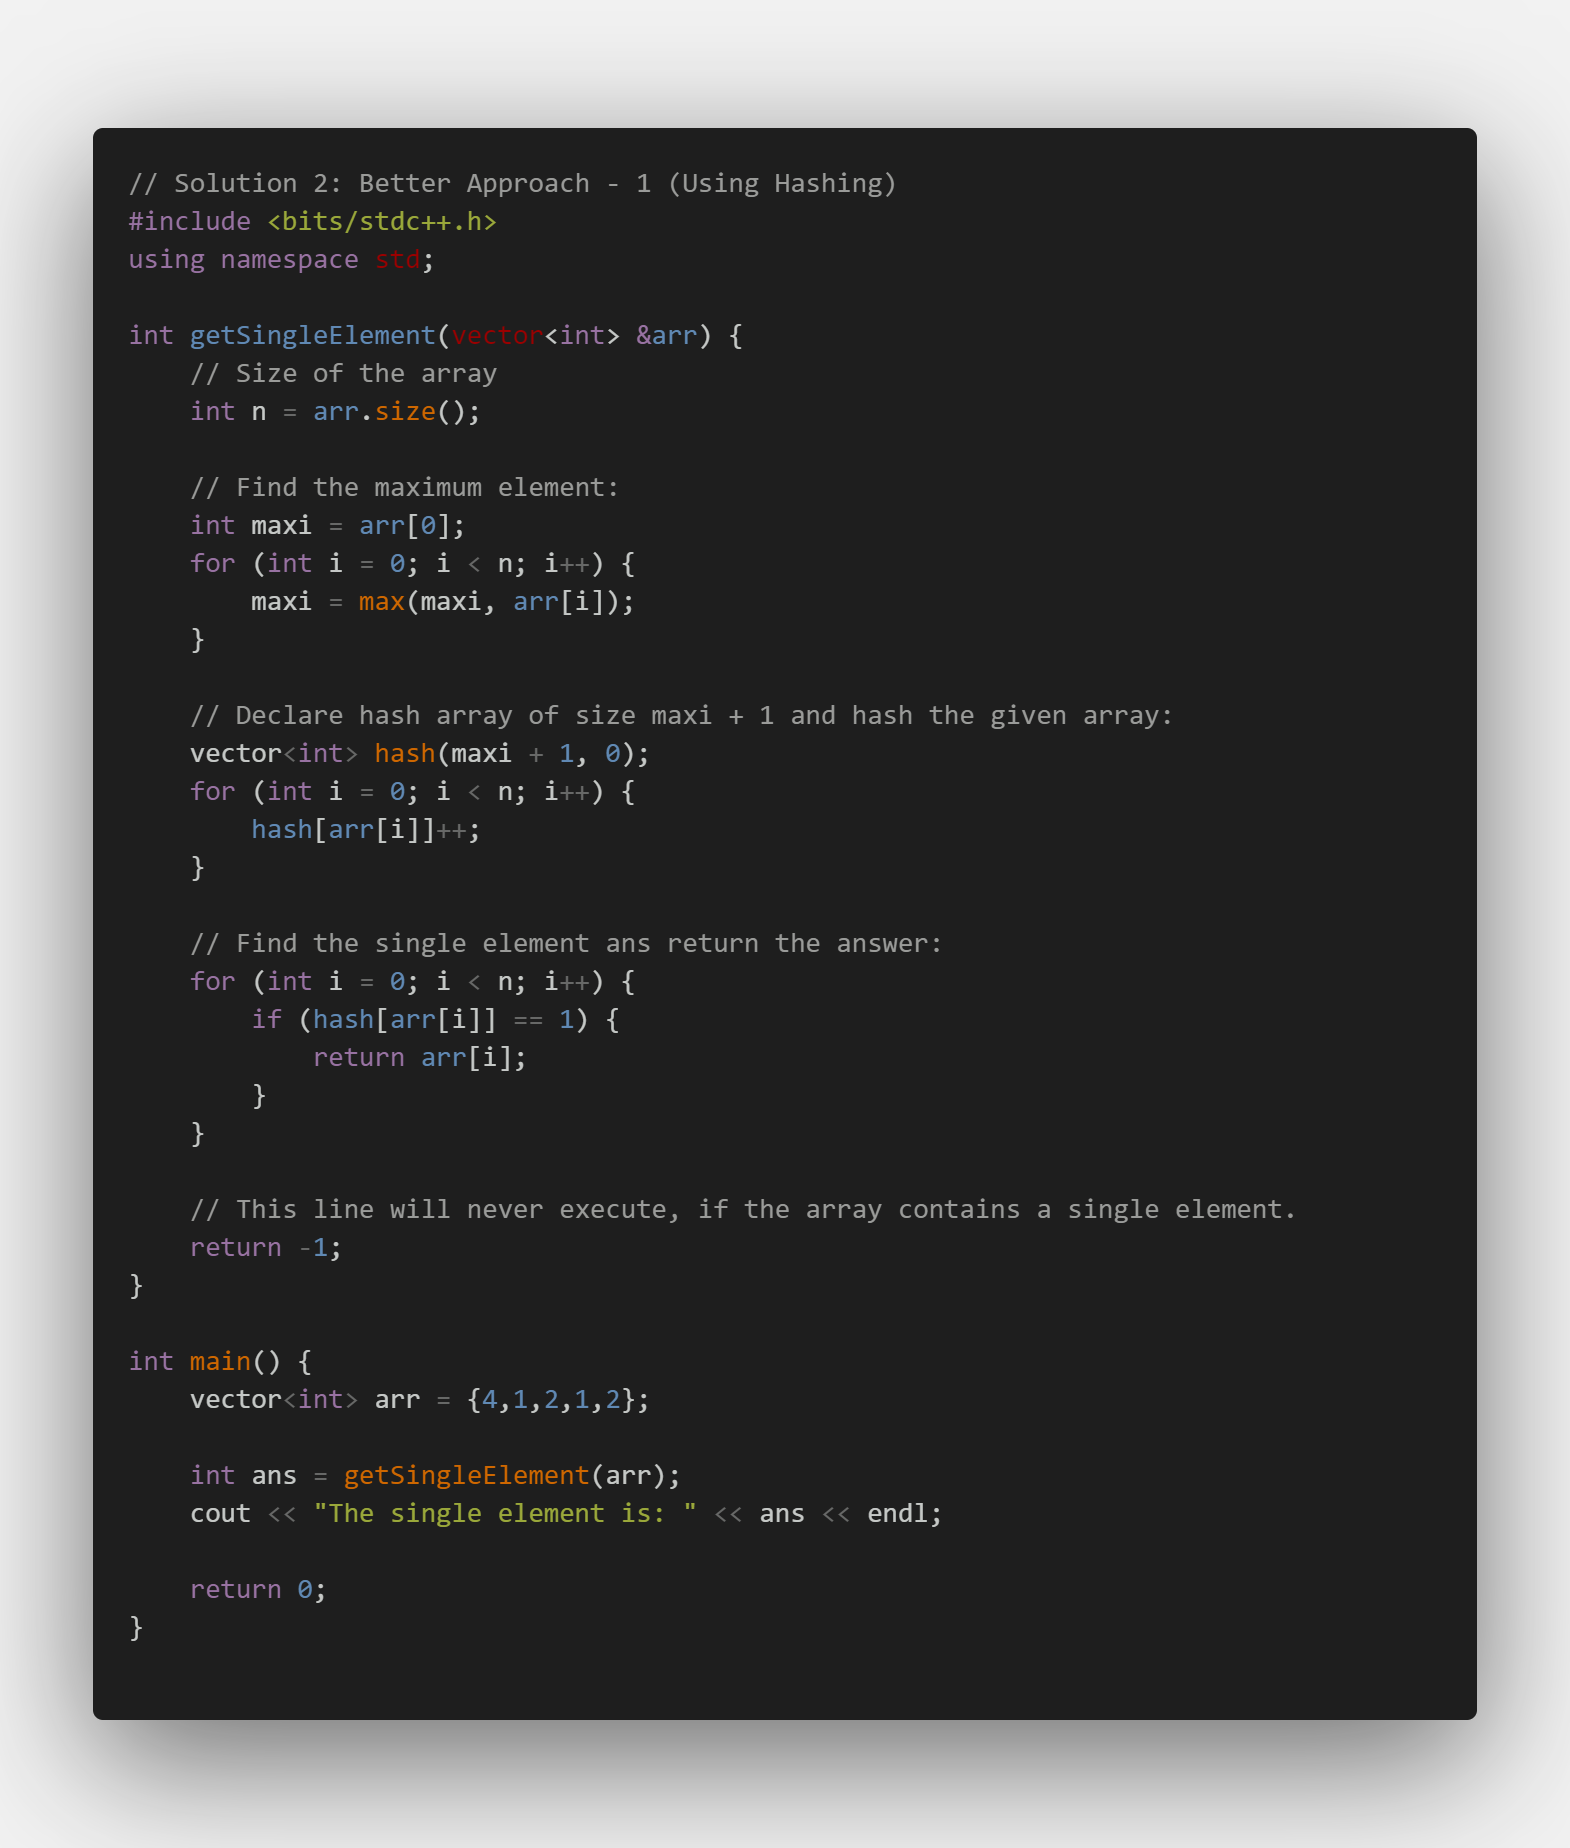 // Solution 2: Better Approach - 1 (Using Hashing)
#include <bits/stdc++.h>
using namespace std;

int getSingleElement(vector<int> &arr) {
    // Size of the array
    int n = arr.size();

    // Find the maximum element:
    int maxi = arr[0];
    for (int i = 0; i < n; i++) {
        maxi = max(maxi, arr[i]);
    }

    // Declare hash array of size maxi + 1 and hash the given array:
    vector<int> hash(maxi + 1, 0);
    for (int i = 0; i < n; i++) {
        hash[arr[i]]++;
    }

    // Find the single element ans return the answer:
    for (int i = 0; i < n; i++) {
        if (hash[arr[i]] == 1) {
            return arr[i];
        }
    }

    // This line will never execute, if the array contains a single element.
    return -1;
}

int main() {
    vector<int> arr = {4,1,2,1,2};

    int ans = getSingleElement(arr);
    cout << "The single element is: " << ans << endl;

    return 0;
}